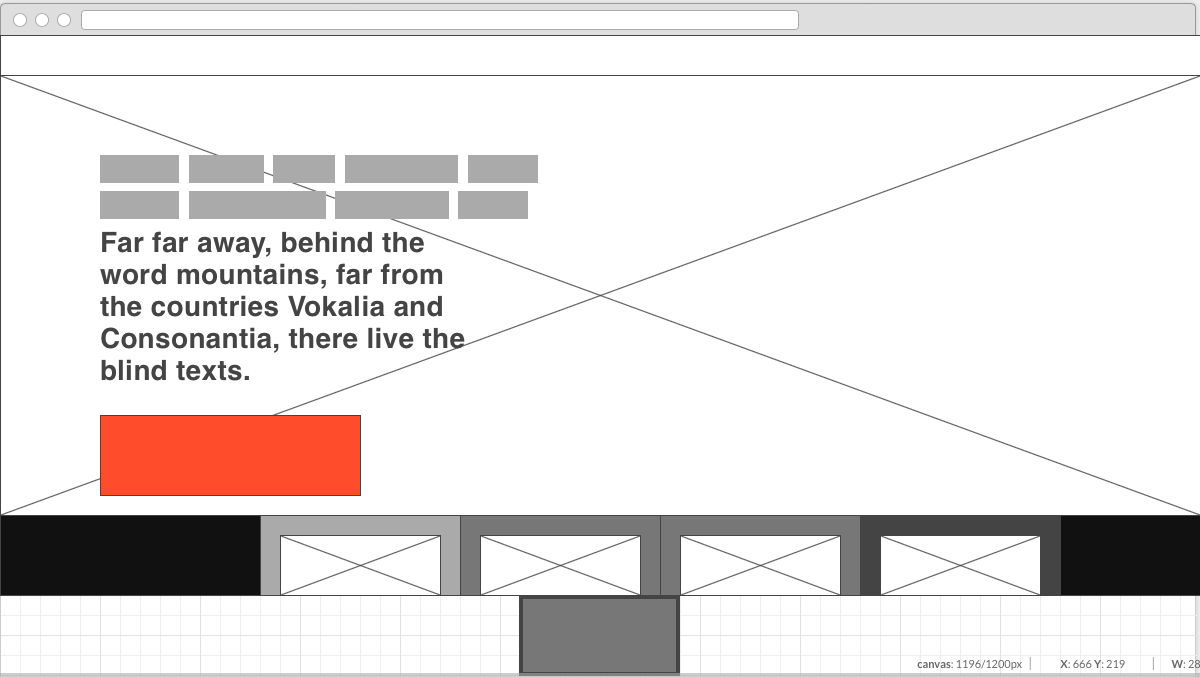 Far far away, behind the
word mountains, far from
the countries Vokalia and
Consonantia, there live the
blind texts.
canvas: 1196/1200px | X: 666 Y: 219 | W: 28